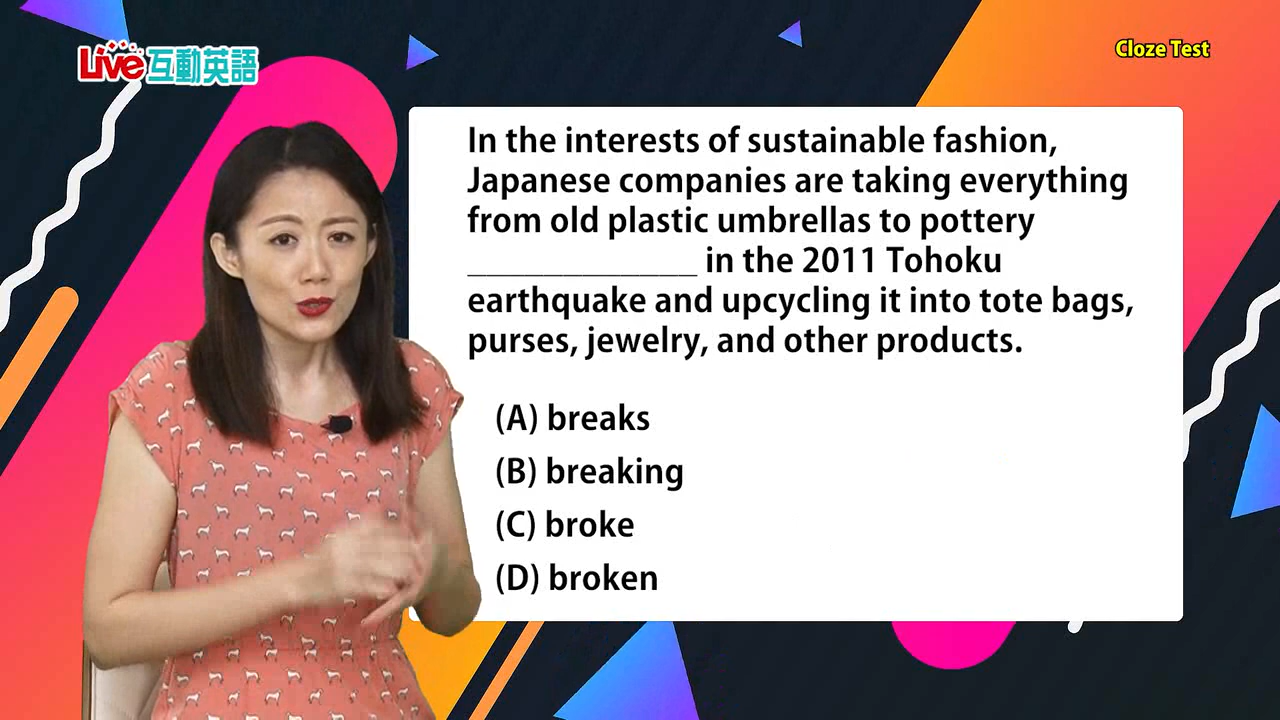 Live互動英語
Cloze Test
In the interests of sustainable fashion,
Japanese companies are taking everything
from old plastic umbrellas to pottery
____________ in the 2011 Tohoku
earthquake and upcycling it into tote bags,
purses, jewelry, and other products.
(A) breaks
(B) breaking
(C) broke
(D) broken